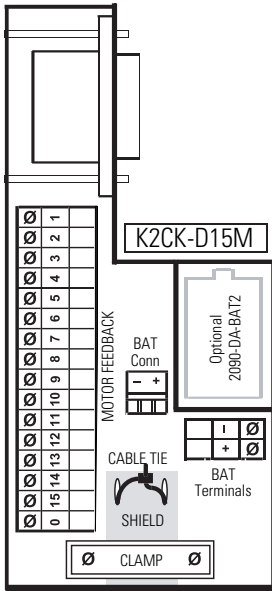 K2CK-D15M
1
2
3
4
5
6
7
8
9
10
11
12
13
14
15
0
MOTOR FEEDBACK
BAT
Conn
– +
Optional
2090-DA-BAT2
–
+
BAT
Terminals
CABLE TIE
SHIELD
CLAMP